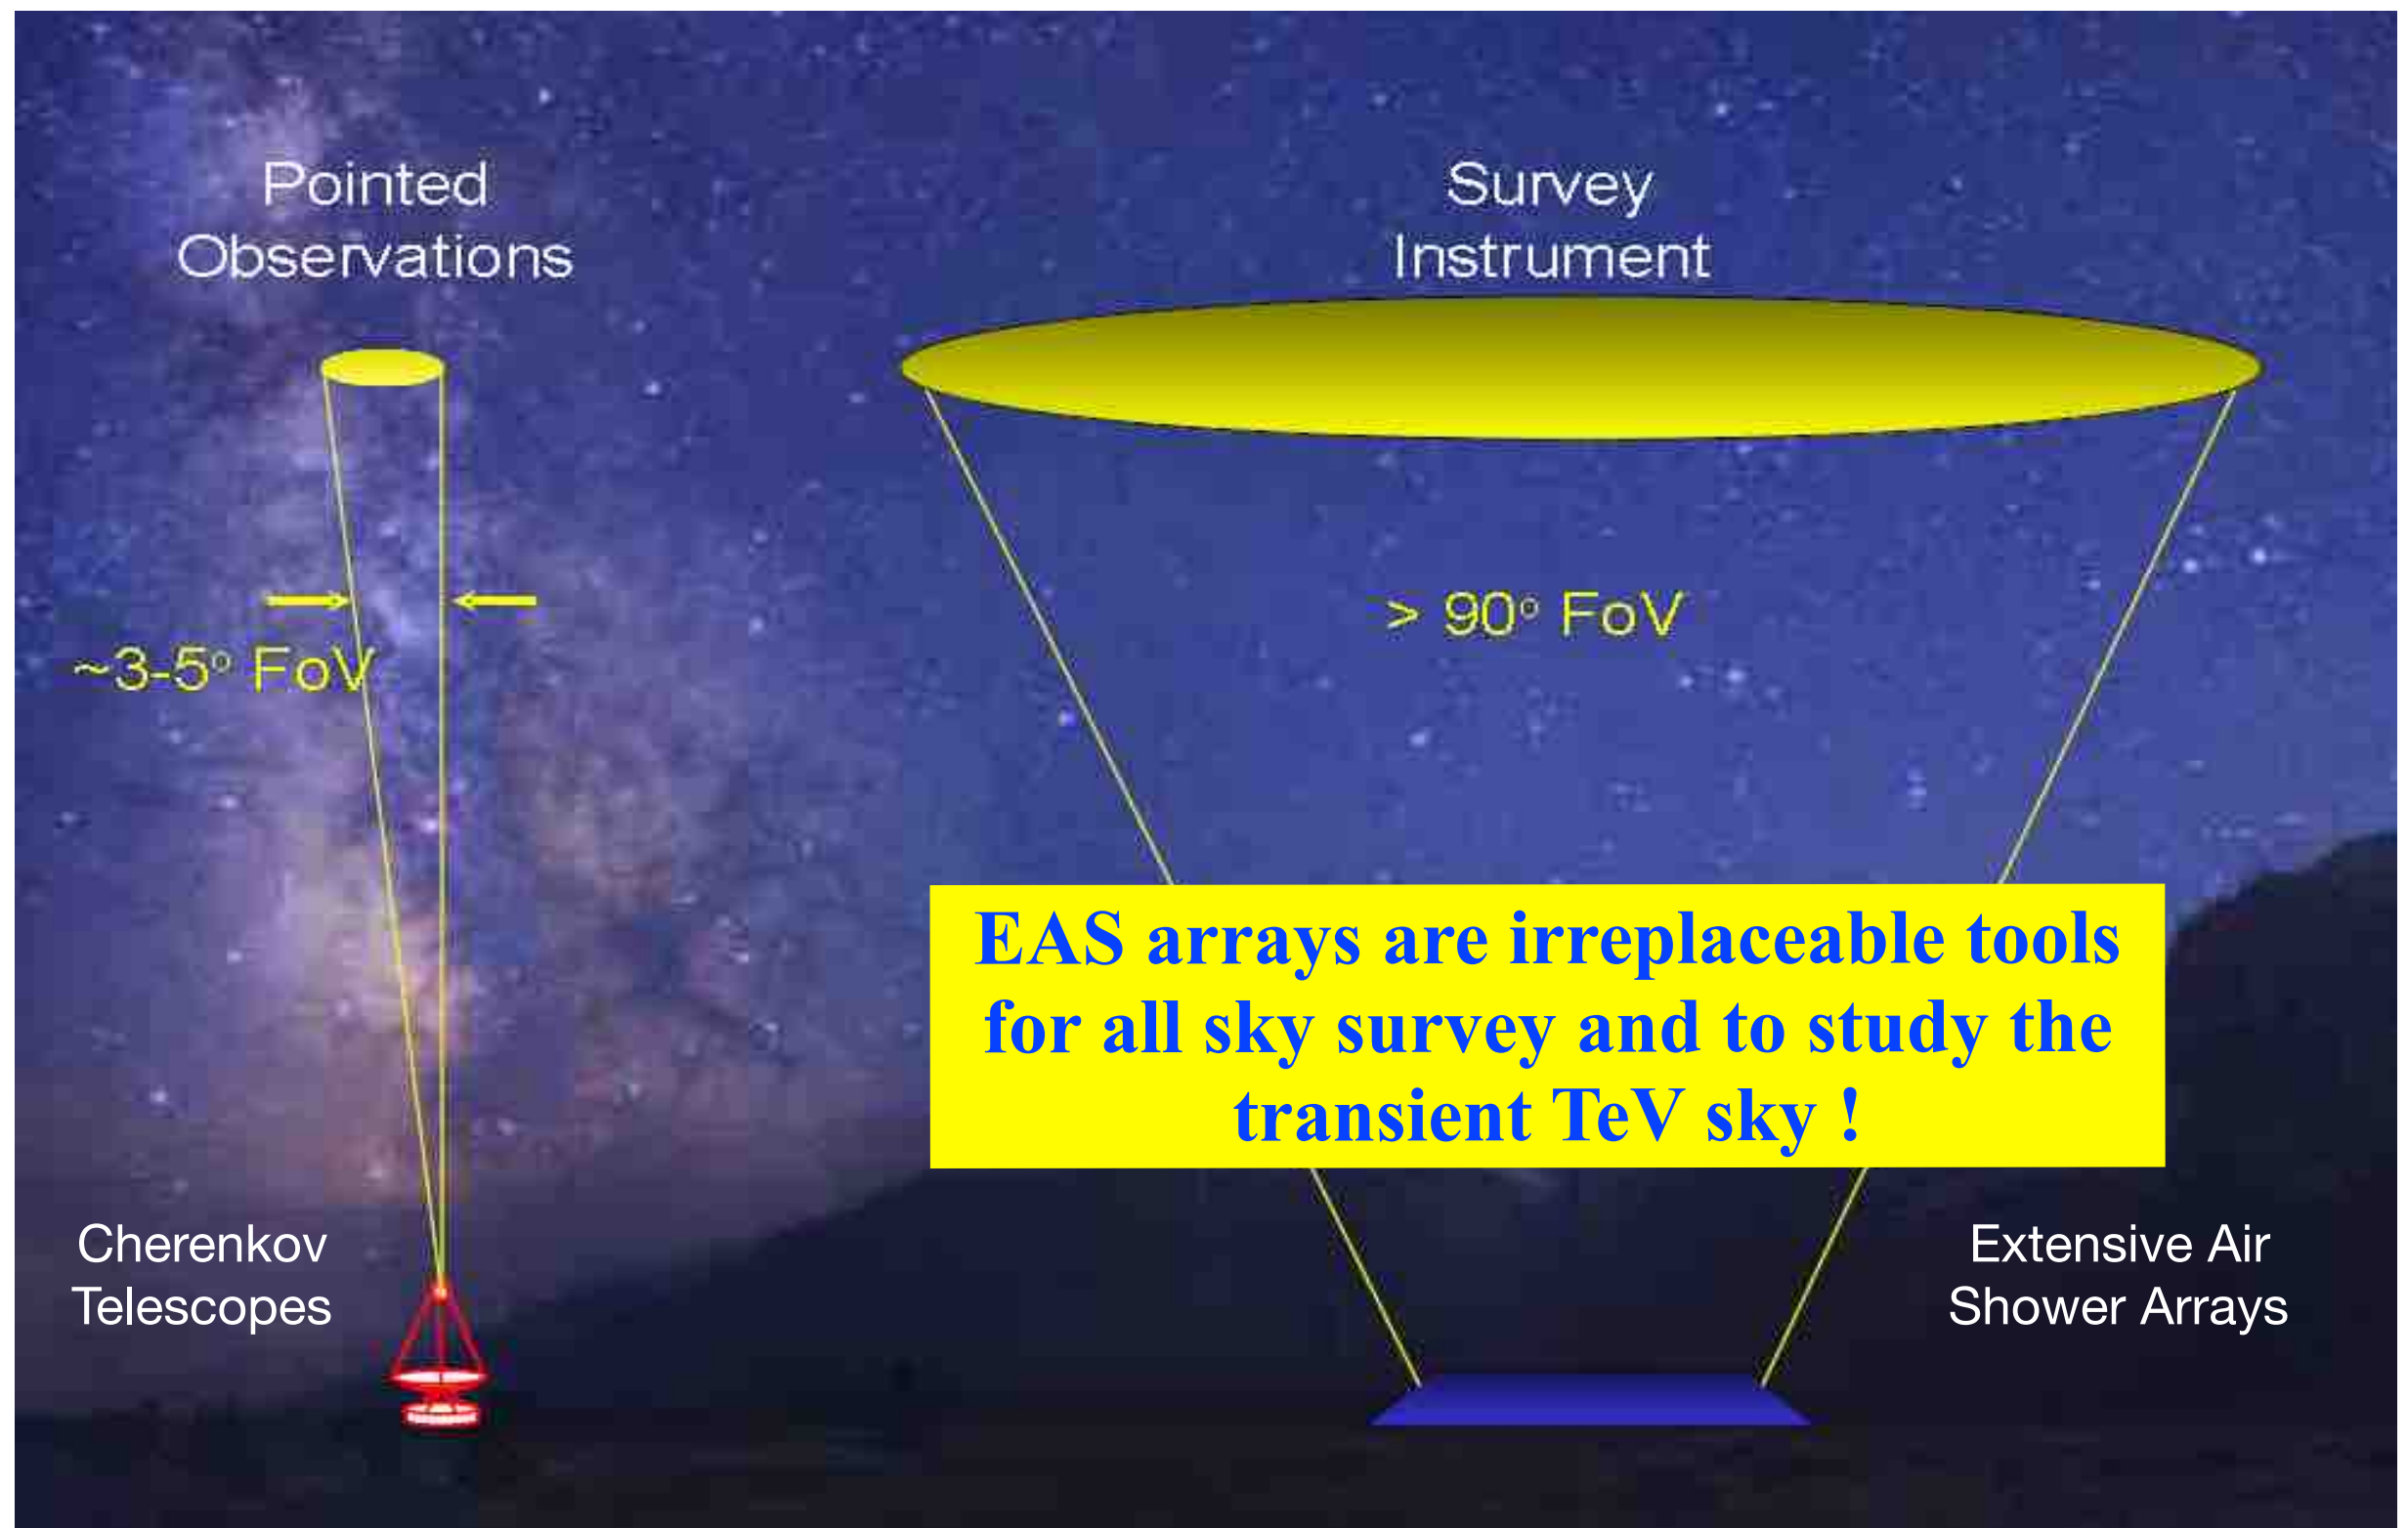 Pointed
Observations
Survey
Instrument
~3-5° FoV
> 90° FoV
EAS arrays are irreplaceable tools
for all sky survey and to study the
transient TeV sky !
Cherenkov
Telescopes
Extensive Air
Shower Arrays